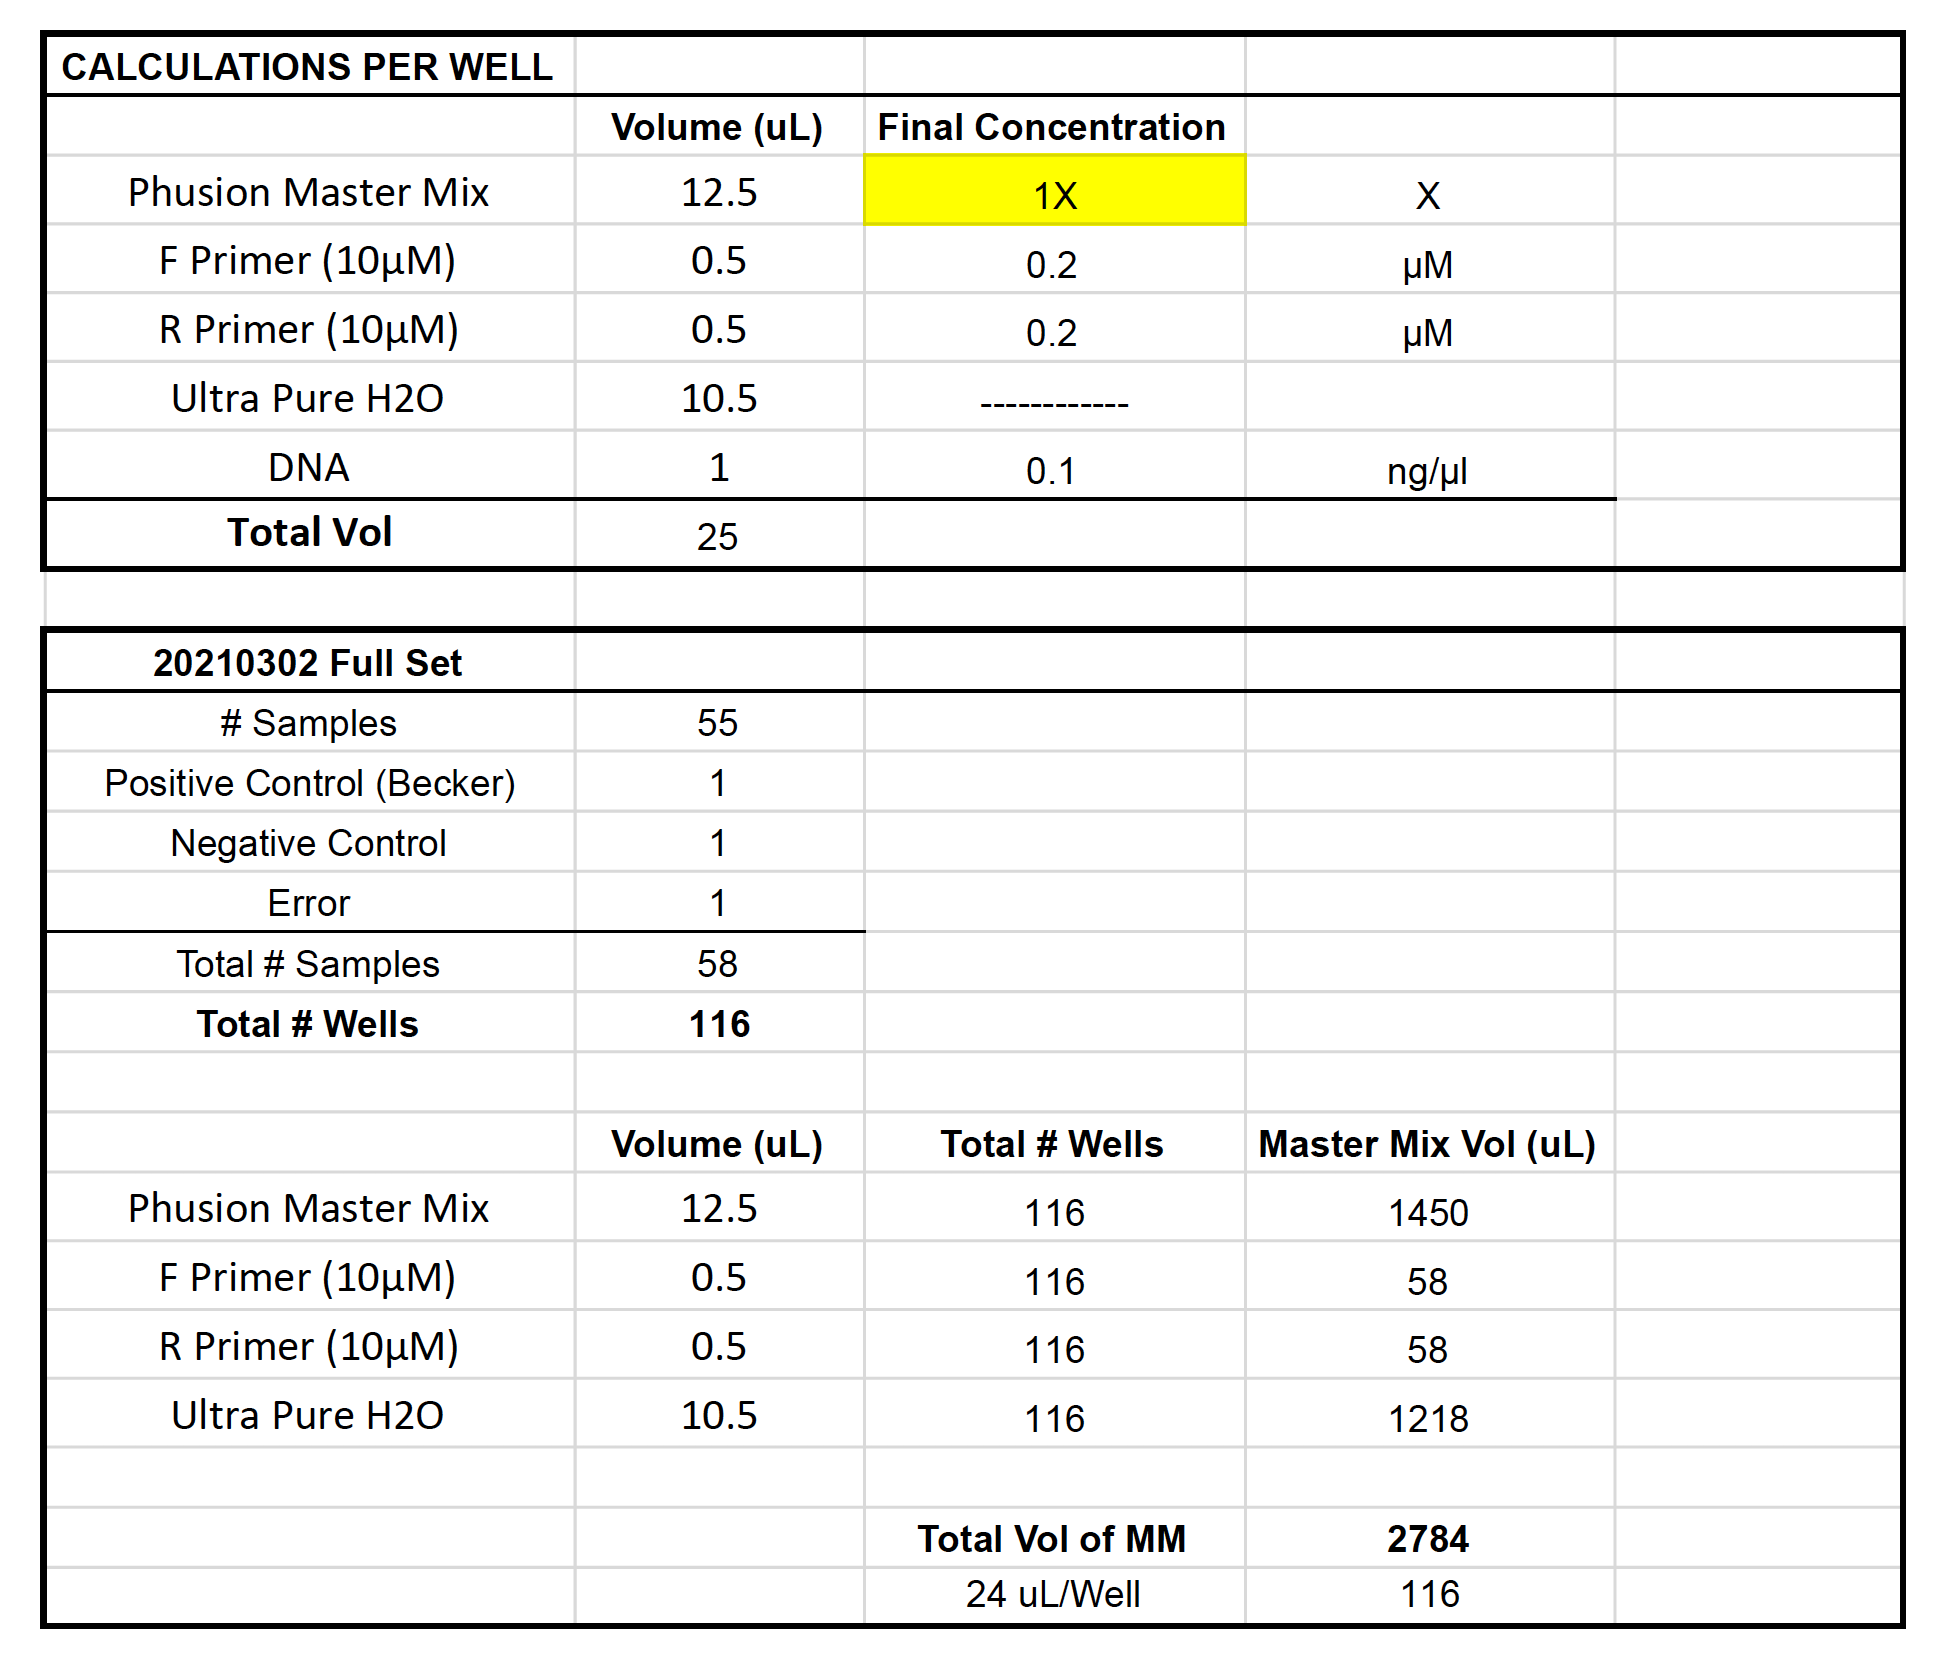 CALCULATIONS PER WELL
Volume (uL) Final Concentration
Phusion Master Mix 12.5 1X X
F Primer (10µM) 0.5 0.2 µM
R Primer (10µM) 0.5 0.2 µM
Ultra Pure H2O 10.5 ------------
DNA 1 0.1 ng/µl
Total Vol 25
20210302 Full Set
# Samples 55
Positive Control (Becker) 1
Negative Control 1
Error 1
Total # Samples 58
Total # Wells 116
Volume (uL) Total # Wells Master Mix Vol (uL)
Phusion Master Mix 12.5 116 1450
F Primer (10µM) 0.5 116 58
R Primer (10µM) 0.5 116 58
Ultra Pure H2O 10.5 116 1218
Total Vol of MM 2784
24 uL/Well 116